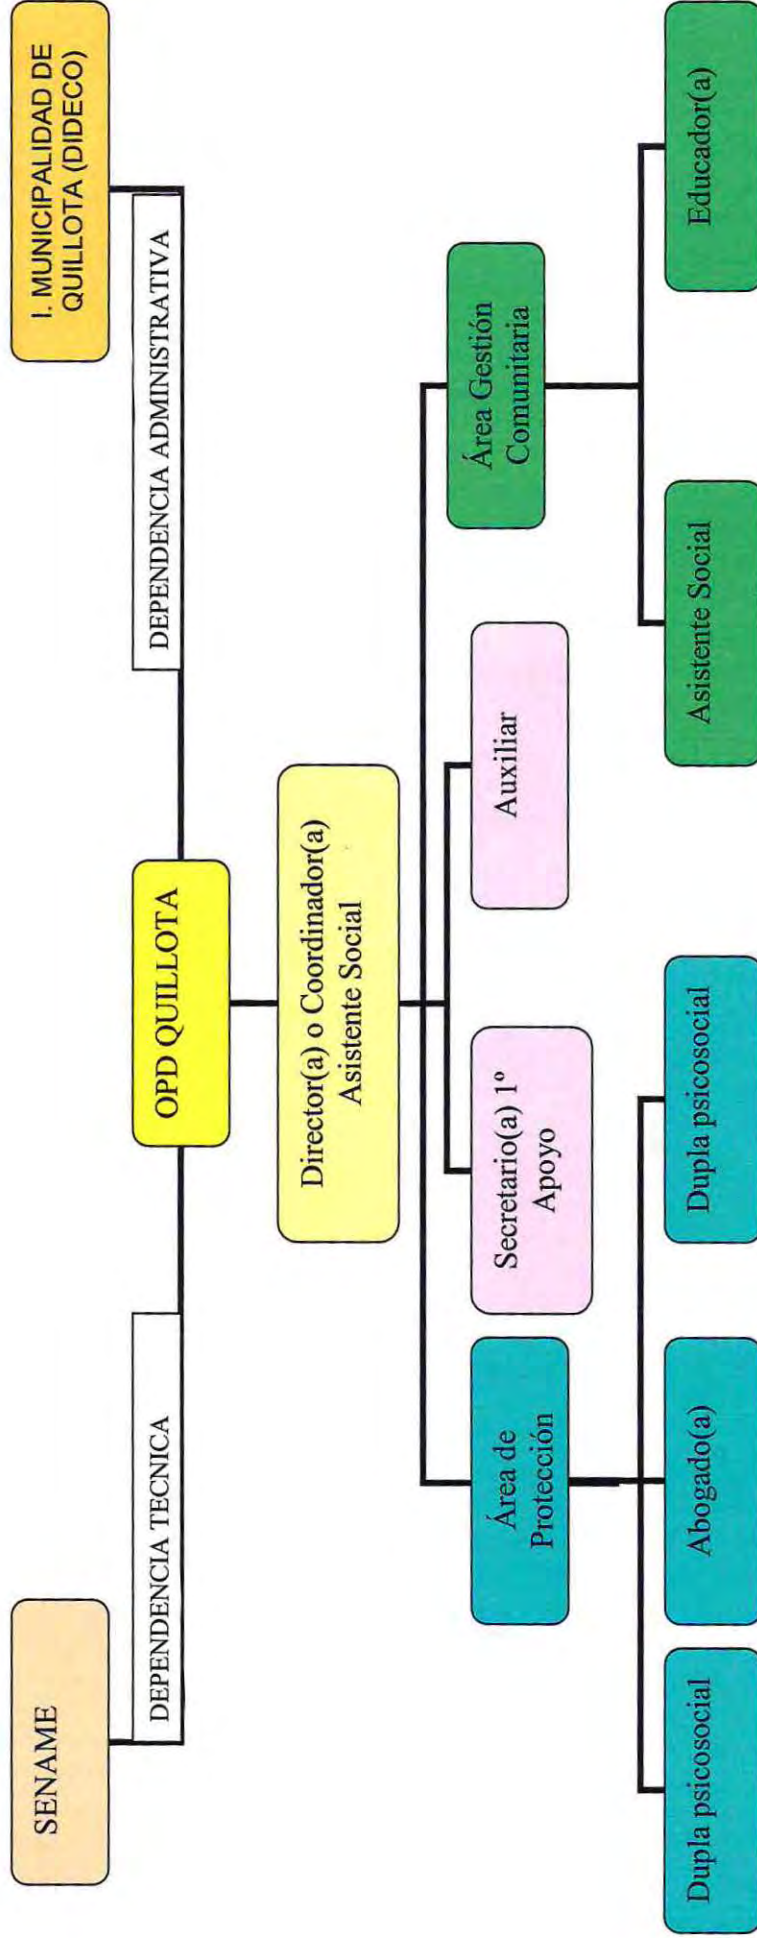 SENAME
I. MUNICIPALIDAD DE
QUILLOTA (DIDECO)
DEPENDENCIA TECNICA
DEPENDENCIA ADMINISTRATIVA
OPD QUILLOTA
Director(a) o Coordinador(a)
Asistente Social
Área de
Protección
Secretario(a) 1º
Apoyo
Auxiliar
Área Gestión
Comunitaria
Dupla psicosocial
Abogado(a)
Dupla psicosocial
Asistente Social
Educador(a)